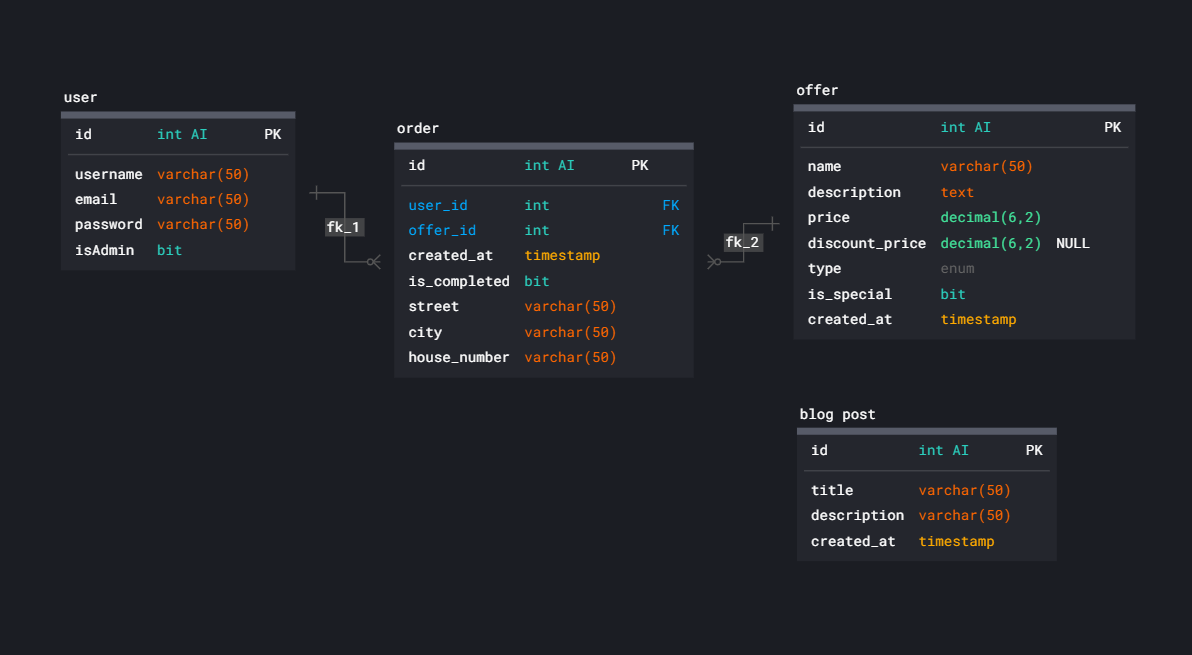 user
id int AI PK
username varchar(50)
email varchar(50)
password varchar(50)
isAdmin bit
fk_1
order
id int AI PK
user_id int FK
offer_id int FK
created_at timestamp
is_completed bit
street varchar(50)
city varchar(50)
house_number varchar(50)
fk_2
offer
id int AI PK
name varchar(50)
description text
price decimal(6,2)
discount_price decimal(6,2) NULL
type enum
is_special bit
created_at timestamp
blog post
id int AI PK
title varchar(50)
description varchar(50)
created_at timestamp